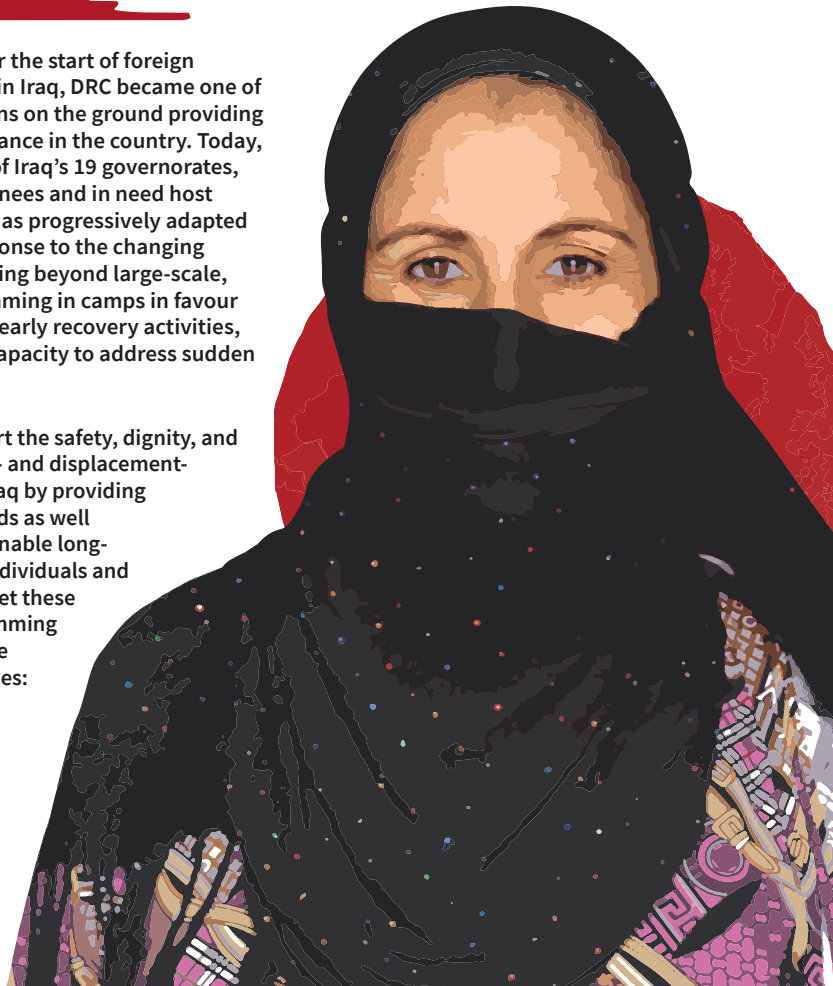 r the start of foreign
in Iraq, DRC became one of
ns on the ground providing
ance in the country. Today,
of Iraq’s 19 governorates,
nees and in need host
as progressively adapted
onse to the changing
ing beyond large-scale,
ming in camps in favour
early recovery activities,
apacity to address sudden
rt the safety, dignity, and
- and displacement-
aq by providing
ds as well
nable long-
dividuals and
et these
mming
e
es: